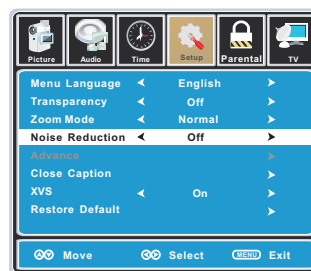 Picture Audio Time Setup Parental TV
Menu Language English
Transparency Off
Zoom Mode Normal
Noise Reduction Off
Advance
Close Caption
XVS On
Restore Default
Move Select MENU Exit